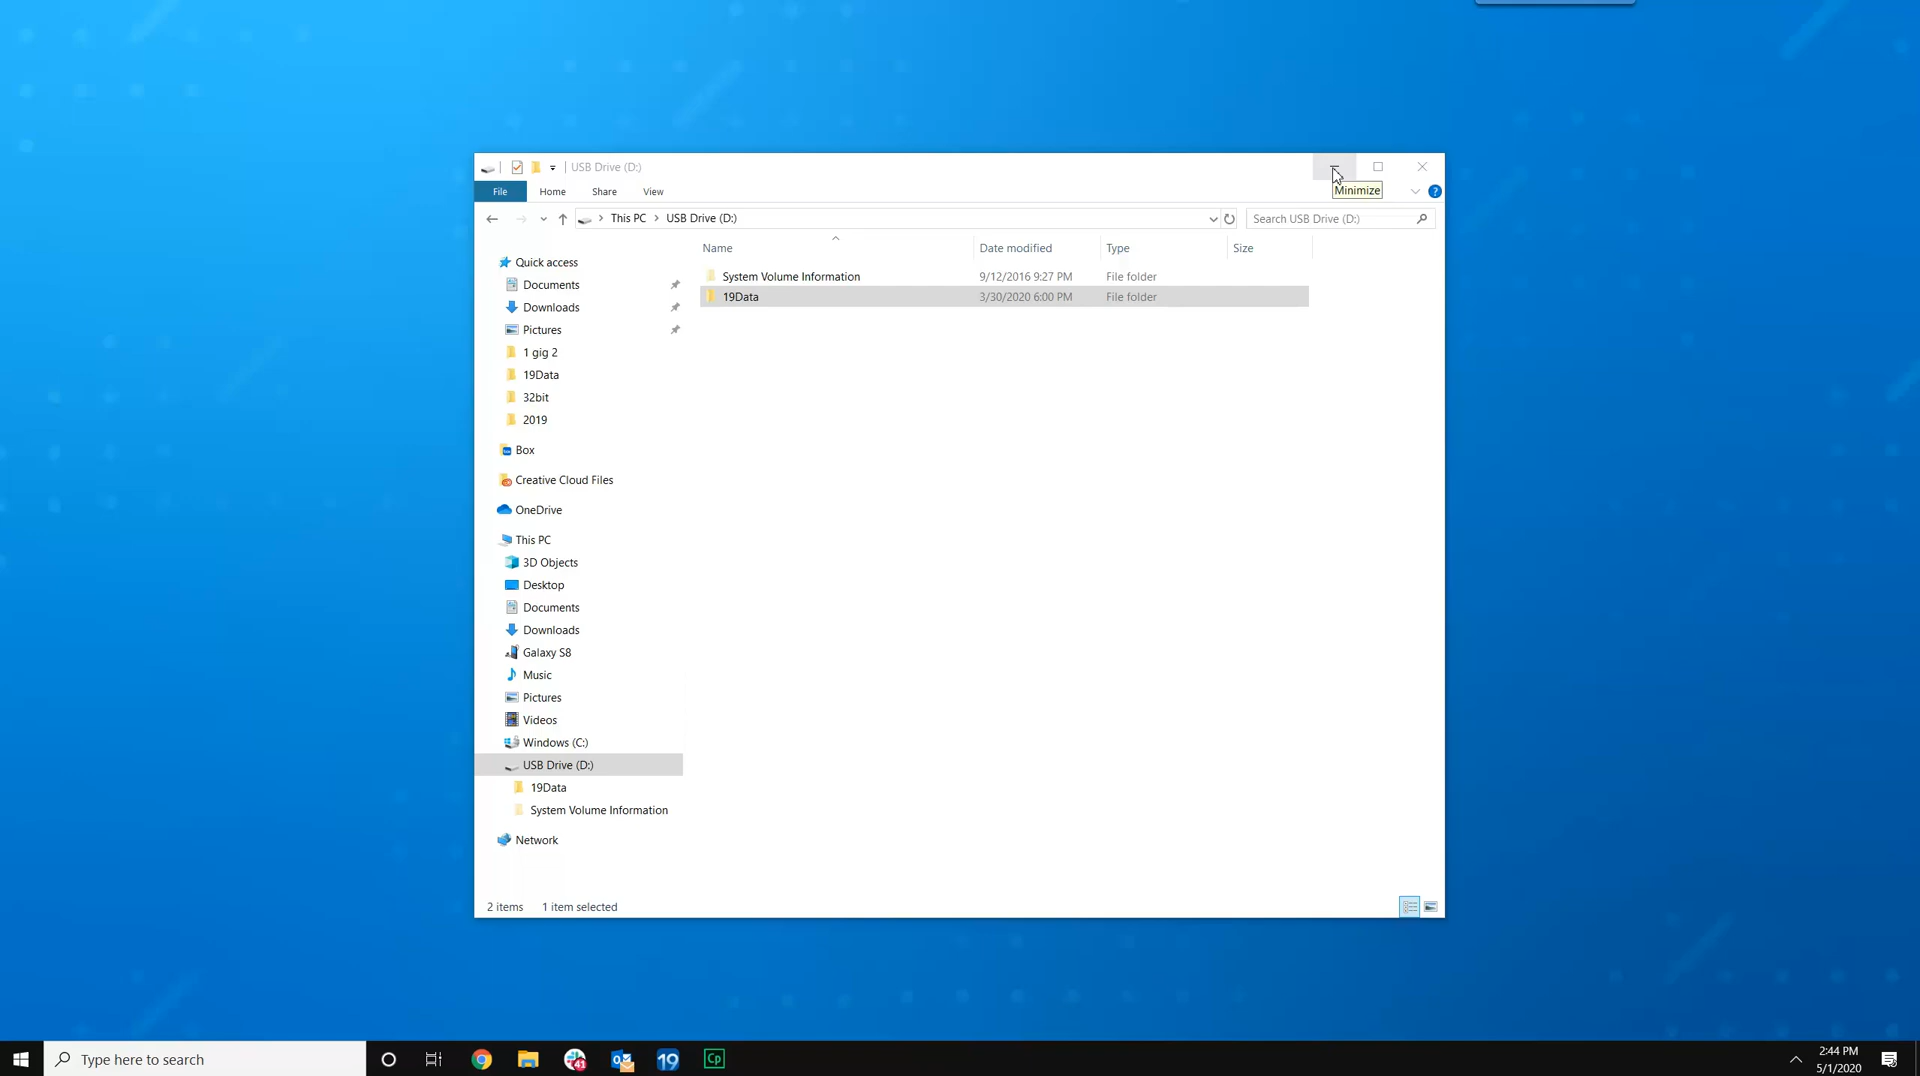 USB Drive (D:)
File Home Share View
Minimize
?
This PC USB Drive (D:)
Search USB Drive (D:)
Name Date modified Type Size
System Volume Information 9/12/2016 9:27 PM File folder
19Data 3/30/2020 6:00 PM File folder
Quick access
Documents
Downloads
Pictures
1 gig 2
19Data
32bit
2019
Box
Creative Cloud Files
OneDrive
This PC
3D Objects
Desktop
Documents
Downloads
Galaxy S8
Music
Pictures
Videos
Windows (C:)
USB Drive (D:)
19Data
System Volume Information
Network
2 items 1 item selected
Type here to search
41
19
Cp
2:44 PM
5/1/2020